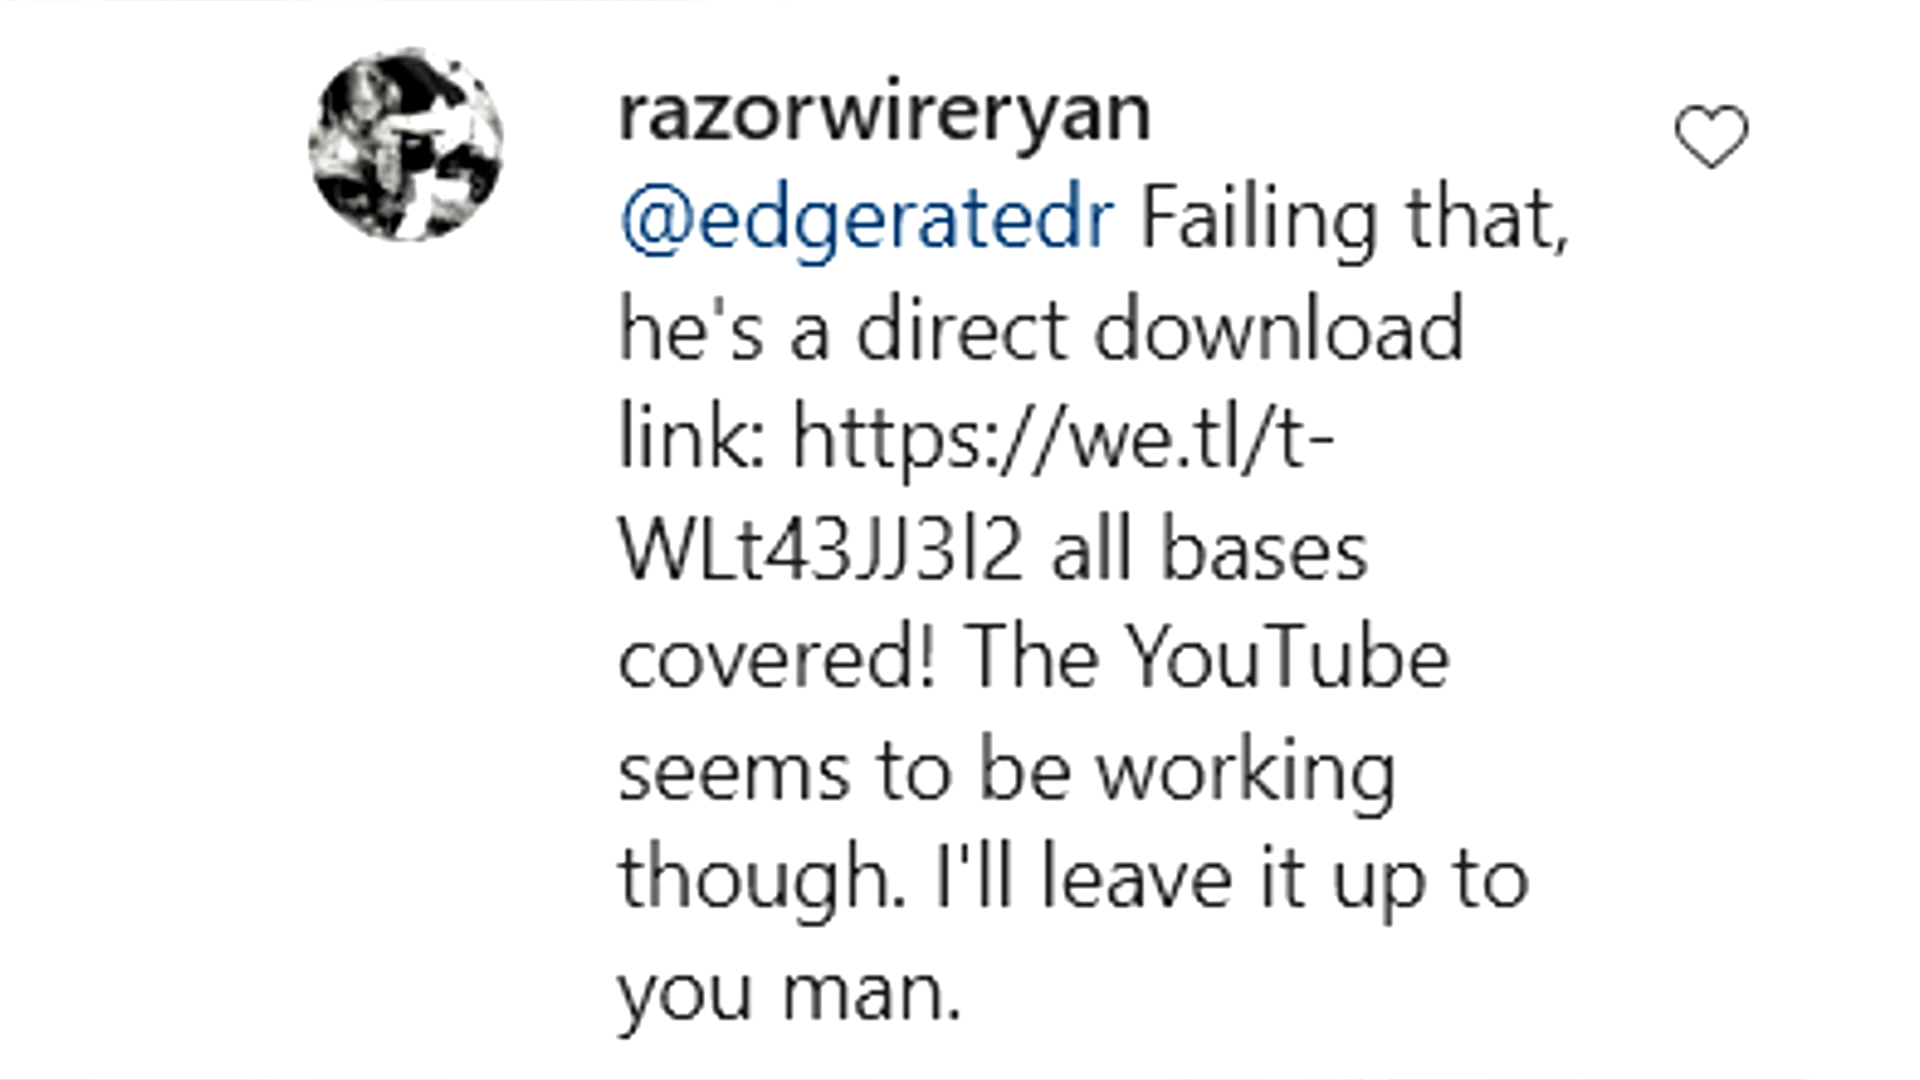 razorwireryan
@edgeratedr Failing that,
he's a direct download
link: https://we.tl/t-
WLt43JJ3l2 all bases
covered! The YouTube
seems to be working
though. I'll leave it up to
you man.